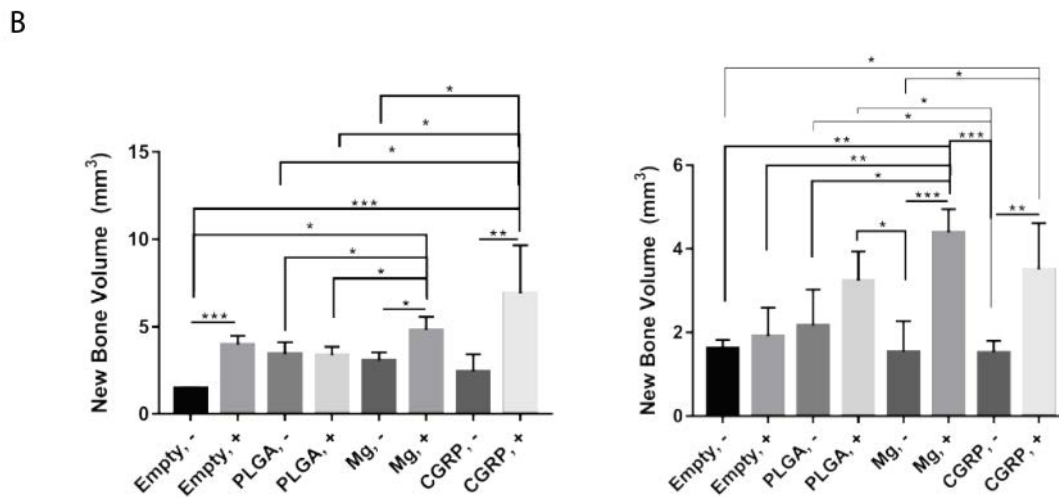 B
*
*
*
***
*
*
*
***
*
**
New Bone Volume (mm³)
15
10
5
0
Empty, -
Empty, +
PLGA, -
PLGA, +
Mg, -
Mg, +
CGRP, -
CGRP, +
*
*
*
*
**
***
**
*
***
**
*
New Bone Volume (mm³)
6
4
2
0
Empty, -
Empty, +
PLGA, -
PLGA, +
Mg, -
Mg, +
CGRP, -
CGRP, +